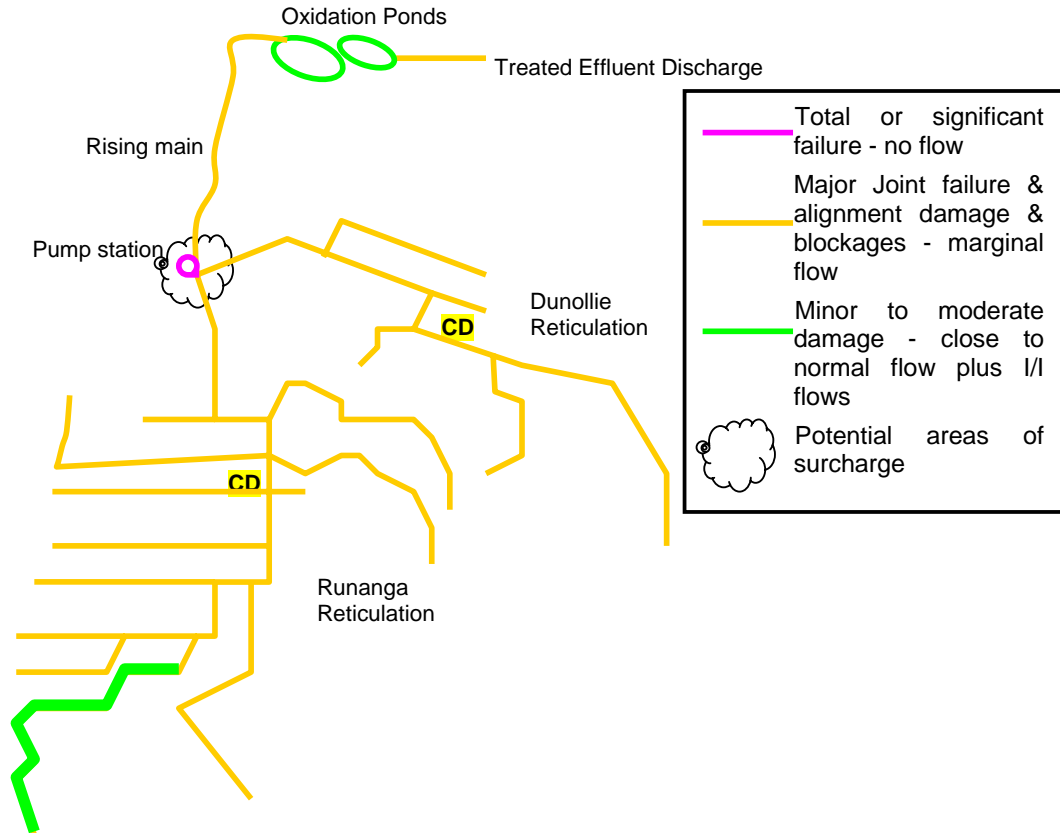 Oxidation Ponds
Treated Effluent Discharge
Rising main
Pump station
Dunollie
Reticulation
CD
CD
Runanga
Reticulation
Total or significant
failure - no flow
Major Joint failure &
alignment damage &
blockages - marginal
flow
Minor to moderate
damage - close to
normal flow plus I/I
flows
Potential areas of
surcharge